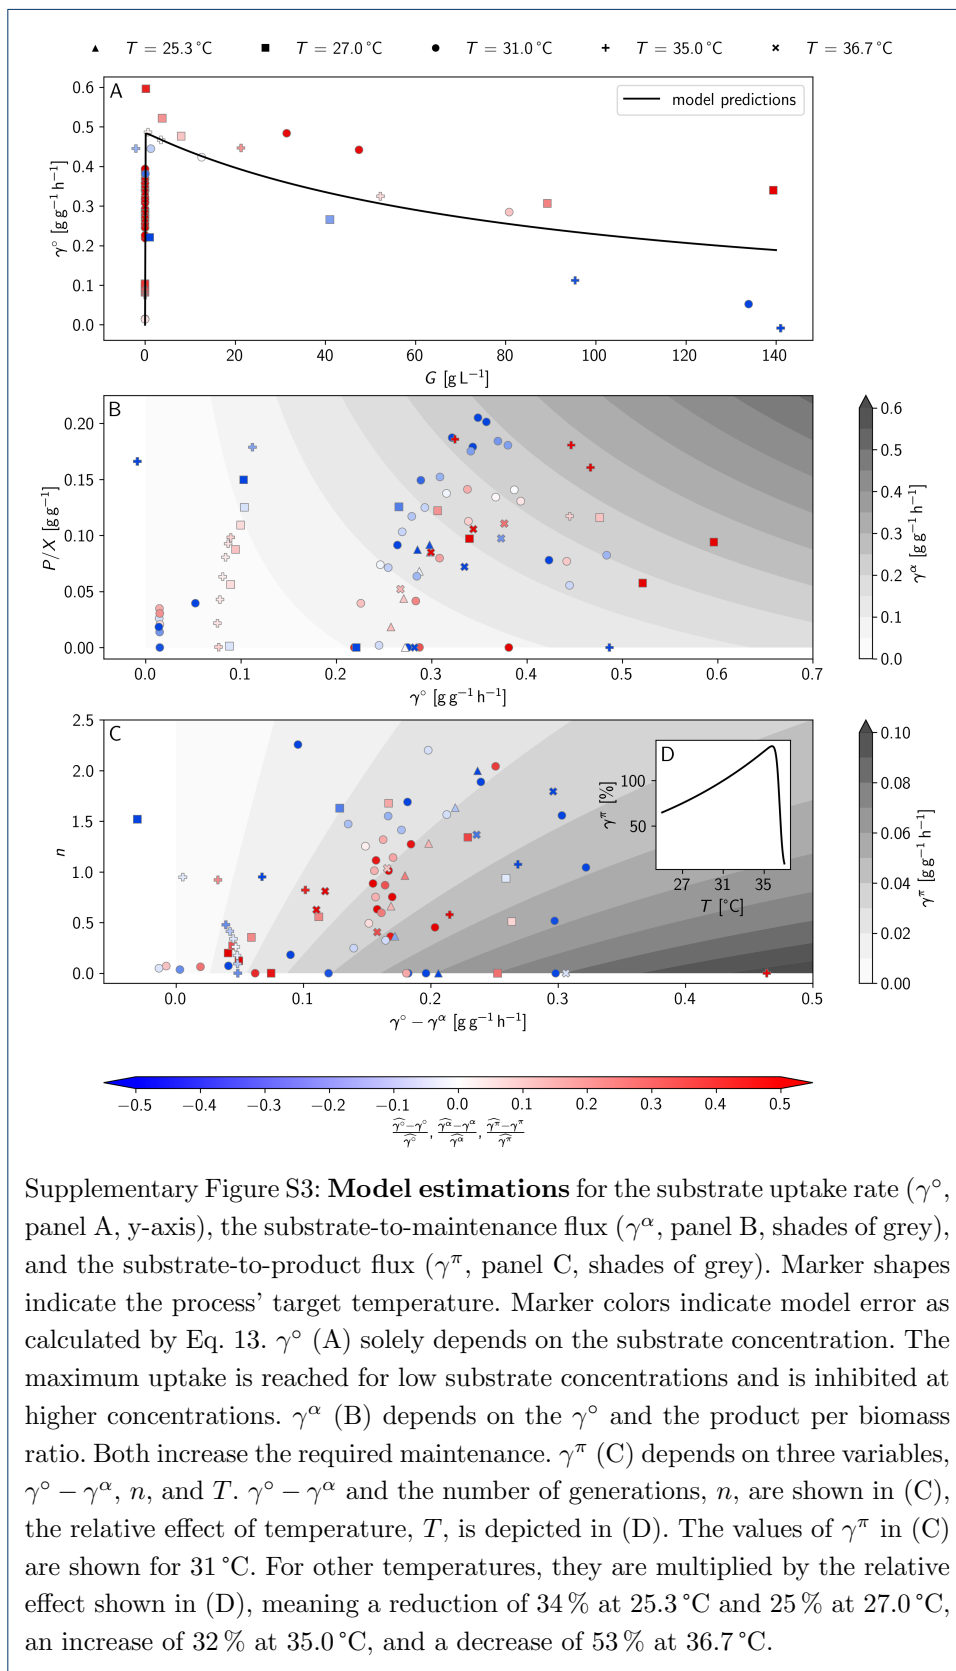 T = 25.3 °C T = 27.0 °C T = 31.0 °C T = 35.0 °C T = 36.7 °C
A
model predictions
0.6
0.5
0.4
0.3
0.2
0.1
0.0
γ° [g g⁻¹ h⁻¹]
0 20 40 60 80 100 120 140
G [g L⁻¹]
B
0.20
0.15
0.10
0.05
0.00
P/X [g g⁻¹]
0.0 0.1 0.2 0.3 0.4 0.5 0.6 0.7
γ° [g g⁻¹ h⁻¹]
0.6
0.5
0.4
0.3
0.2
0.1
0.0
γ^α [g g⁻¹ h⁻¹]
C
2.5
2.0
1.5
1.0
0.5
0.0
n
0.0 0.1 0.2 0.3 0.4 0.5
γ° − γ^α [g g⁻¹ h⁻¹]
D
100
50
γ^π [%]
27 31 35
T [°C]
0.10
0.08
0.06
0.04
0.02
0.00
γ^π [g g⁻¹ h⁻¹]
−0.5 −0.4 −0.3 −0.2 −0.1 0.0 0.1 0.2 0.3 0.4 0.5
(γ̂° − γ°)/γ̂°, (γ̂^α − γ^α)/γ̂^α, (γ̂^π − γ^π)/γ̂^π
Supplementary Figure S3: Model estimations for the substrate uptake rate (γ°,
panel A, y-axis), the substrate-to-maintenance flux (γ^α, panel B, shades of grey),
and the substrate-to-product flux (γ^π, panel C, shades of grey). Marker shapes
indicate the process' target temperature. Marker colors indicate model error as
calculated by Eq. 13. γ° (A) solely depends on the substrate concentration. The
maximum uptake is reached for low substrate concentrations and is inhibited at
higher concentrations. γ^α (B) depends on the γ° and the product per biomass
ratio. Both increase the required maintenance. γ^π (C) depends on three variables,
γ° − γ^α, n, and T. γ° − γ^α and the number of generations, n, are shown in (C),
the relative effect of temperature, T, is depicted in (D). The values of γ^π in (C)
are shown for 31 °C. For other temperatures, they are multiplied by the relative
effect shown in (D), meaning a reduction of 34 % at 25.3 °C and 25 % at 27.0 °C,
an increase of 32 % at 35.0 °C, and a decrease of 53 % at 36.7 °C.